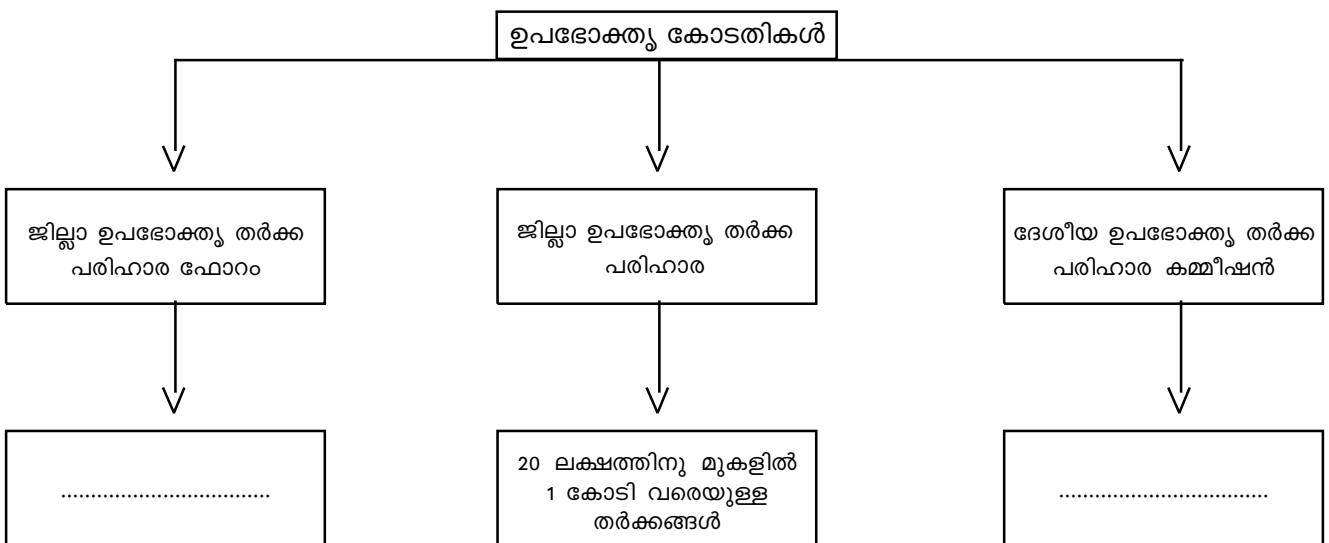 ഉപഭോക്തൃ കോടതികൾ
ജില്ലാ ഉപഭോക്തൃ തർക്ക
പരിഹാര ഫോറം
ജില്ലാ ഉപഭോക്തൃ തർക്ക
പരിഹാര
ദേശീയ ഉപഭോക്തൃ തർക്ക
പരിഹാര കമ്മീഷൻ
...................................
20 ലക്ഷത്തിനു മുകളിൽ
1 കോടി വരെയുള്ള
തർക്കങ്ങൾ
...................................